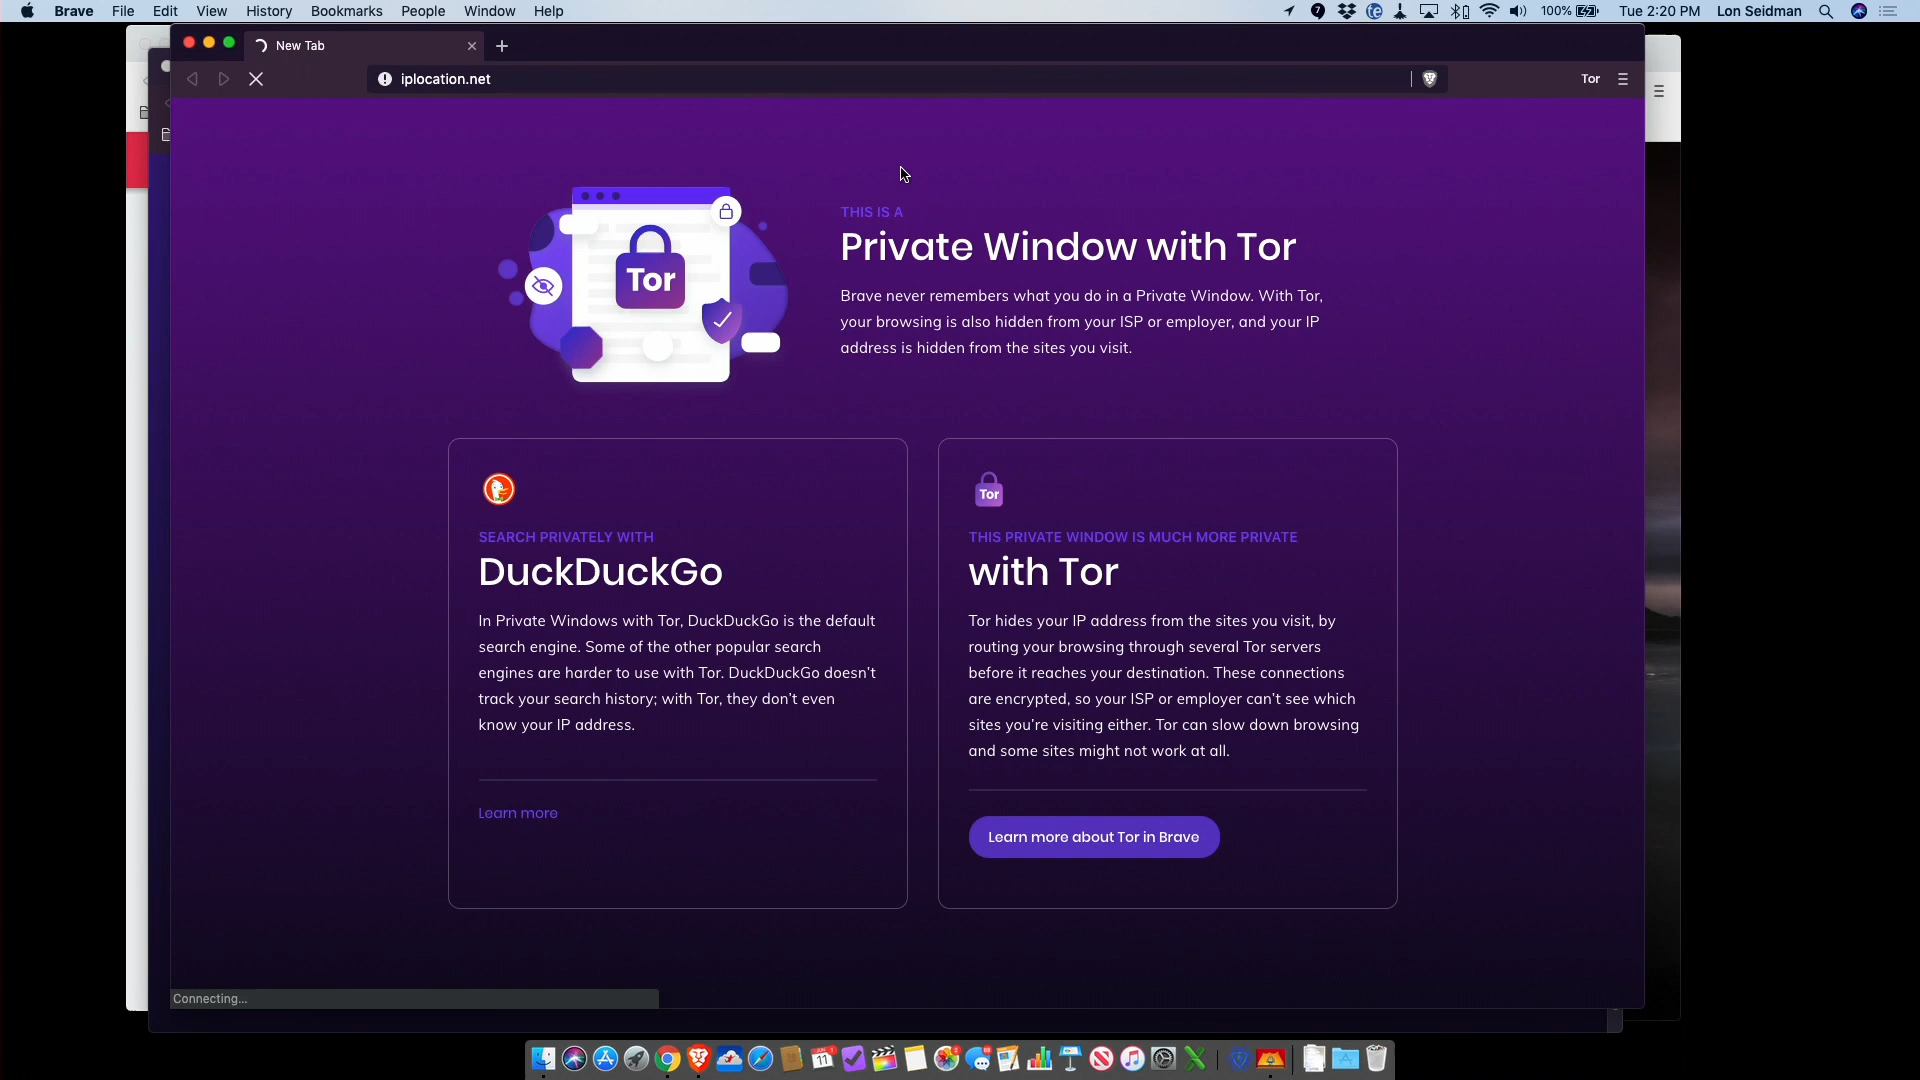 Brave File Edit View History Bookmarks People Window Help
7 te 100% Tue 2:20 PM Lon Seidman
New Tab
iplocation.net
Tor
THIS IS A
Private Window with Tor
Brave never remembers what you do in a Private Window. With Tor,
your browsing is also hidden from your ISP or employer, and your IP
address is hidden from the sites you visit.
Tor
SEARCH PRIVATELY WITH
DuckDuckGo
In Private Windows with Tor, DuckDuckGo is the default
search engine. Some of the other popular search
engines are harder to use with Tor. DuckDuckGo doesn't
track your search history; with Tor, they don't even
know your IP address.
Learn more
Tor
THIS PRIVATE WINDOW IS MUCH MORE PRIVATE
with Tor
Tor hides your IP address from the sites you visit, by
routing your browsing through several Tor servers
before it reaches your destination. These connections
are encrypted, so your ISP or employer can't see which
sites you're visiting either. Tor can slow down browsing
and some sites might not work at all.
Learn more about Tor in Brave
Connecting...
JUN
11